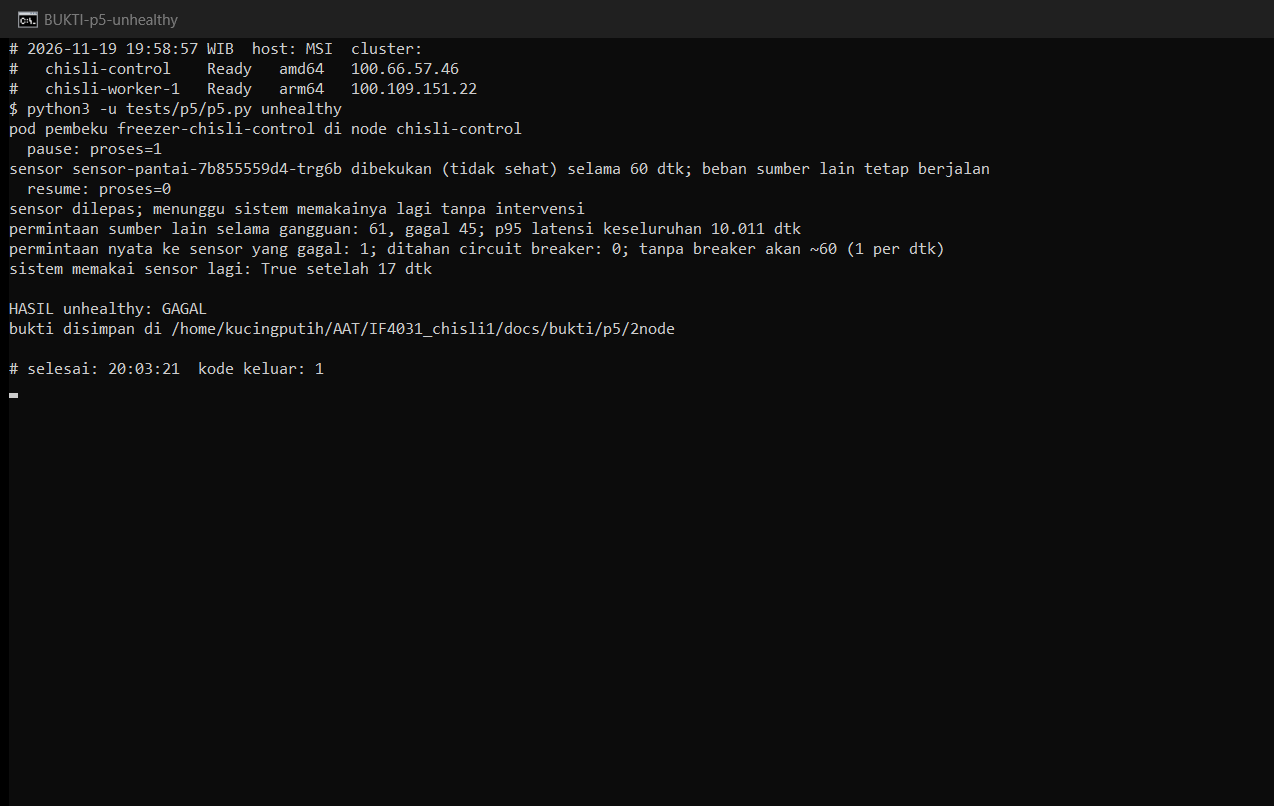 BUKTI-p5-unhealthy
# 2026-11-19 19:58:57 WIB  host: MSI  cluster:
#   chisli-control    Ready   amd64   100.66.57.46
#   chisli-worker-1   Ready   arm64   100.109.151.22
$ python3 -u tests/p5/p5.py unhealthy
pod pembeku freezer-chisli-control di node chisli-control
  pause: proses=1
sensor sensor-pantai-7b855559d4-trg6b dibekukan (tidak sehat) selama 60 dtk; beban sumber lain tetap berjalan
  resume: proses=0
sensor dilepas; menunggu sistem memakainya lagi tanpa intervensi
permintaan sumber lain selama gangguan: 61, gagal 45; p95 latensi keseluruhan 10.011 dtk
permintaan nyata ke sensor yang gagal: 1; ditahan circuit breaker: 0; tanpa breaker akan ~60 (1 per dtk)
sistem memakai sensor lagi: True setelah 17 dtk
HASIL unhealthy: GAGAL
bukti disimpan di /home/kucingputih/AAT/IF4031_chisli1/docs/bukti/p5/2node
# selesai: 20:03:21  kode keluar: 1